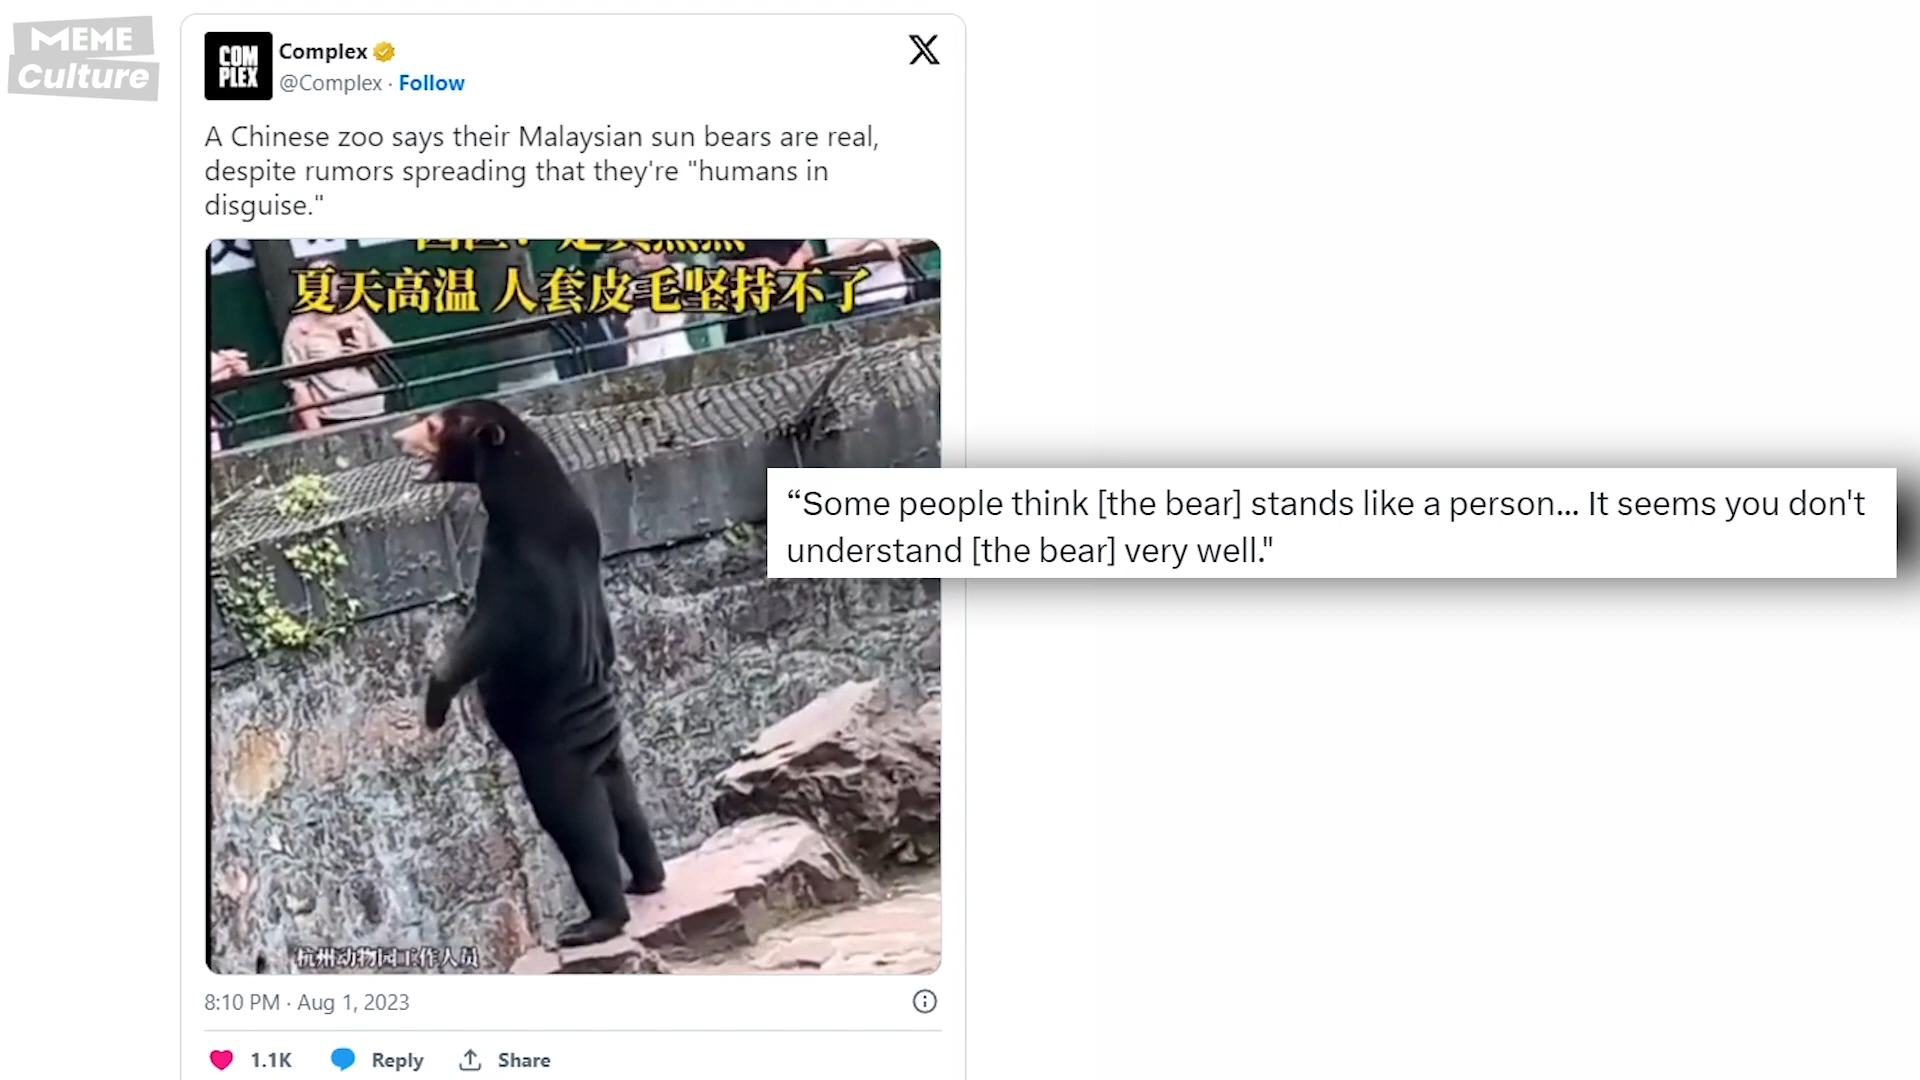 MEME
Culture
COM
PLEX
Complex
@Complex · Follow
A Chinese zoo says their Malaysian sun bears are real,
despite rumors spreading that they're "humans in
disguise."
夏天高温 人套皮毛坚持不了
“Some people think [the bear] stands like a person... It seems you don't
understand [the bear] very well."
杭州动物园工作人员
8:10 PM · Aug 1, 2023
1.1K Reply Share